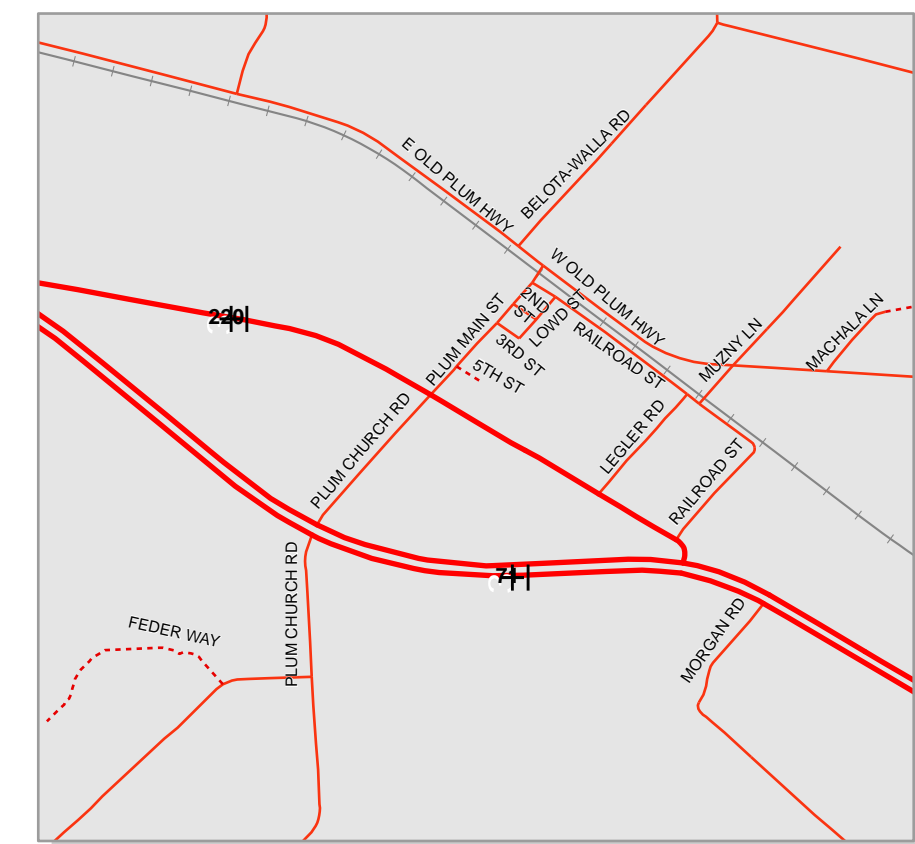 E OLD PLUM HWY
BELOTA-WALLA RD
W OLD PLUM HWY
2ND
ST
LOWD ST
PLUM MAIN ST
220
RAILROAD ST
MUZNY LN
MACHALA LN
3RD ST
5TH ST
PLUM CHURCH RD
LEGLER RD
RAILROAD ST
71
PLUM CHURCH RD
FEDER WAY
MORGAN RD